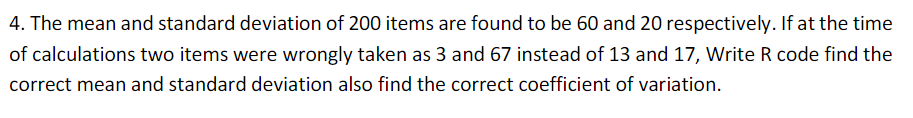 4. The mean and standard deviation of 200 items are found to be 60 and 20 respectively. If at the time
of calculations two items were wrongly taken as 3 and 67 instead of 13 and 17, Write R code find the
correct mean and standard deviation also find the correct coefficient of variation.